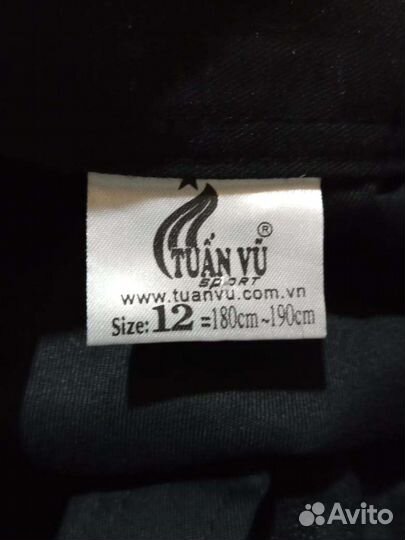 TUẤN VŨ ®
SPORT
www.tuanvu.com.vn
Size: 12 = 180cm~190cm
Avito